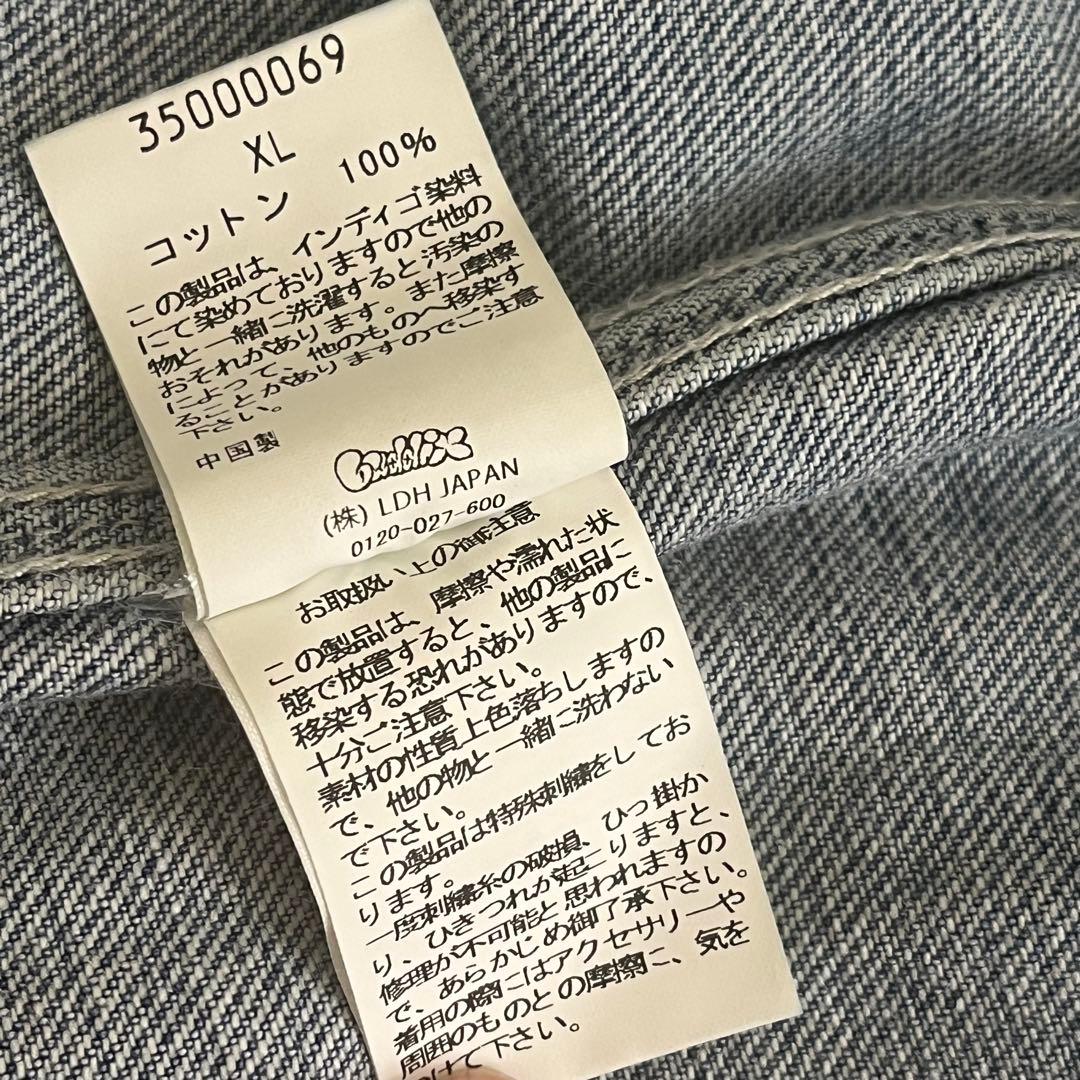 35000069
XL
コットン 100%
この製品は、インディゴ染料
にて染めておりますので他の
物と一緒に洗濯すると汚染の
おそれがあります。また摩擦
によって、他のものへ移染す
ることがありますのでご注意
下さい。
中国製
(株) LDH JAPAN
0120-027-600
お取扱い上の御注意
この製品は、摩擦や濡れた状
態で放置すると、他の製品に
移染する恐れがありますので、
十分ご注意下さい。
素材の性質上色落ちしますの
で、他の物と一緒に洗わない
で下さい。
この製品は特殊刺繍をしてお
ります。
一度刺繍糸の破損、ひっ掛か
り、ひきつれが起こりますと、
修理が不可能と思われますの
で、あらかじめ御了承下さい。
着用の際にはアクセサリーや
周囲のものとの摩擦に、気を
付けて下さい。